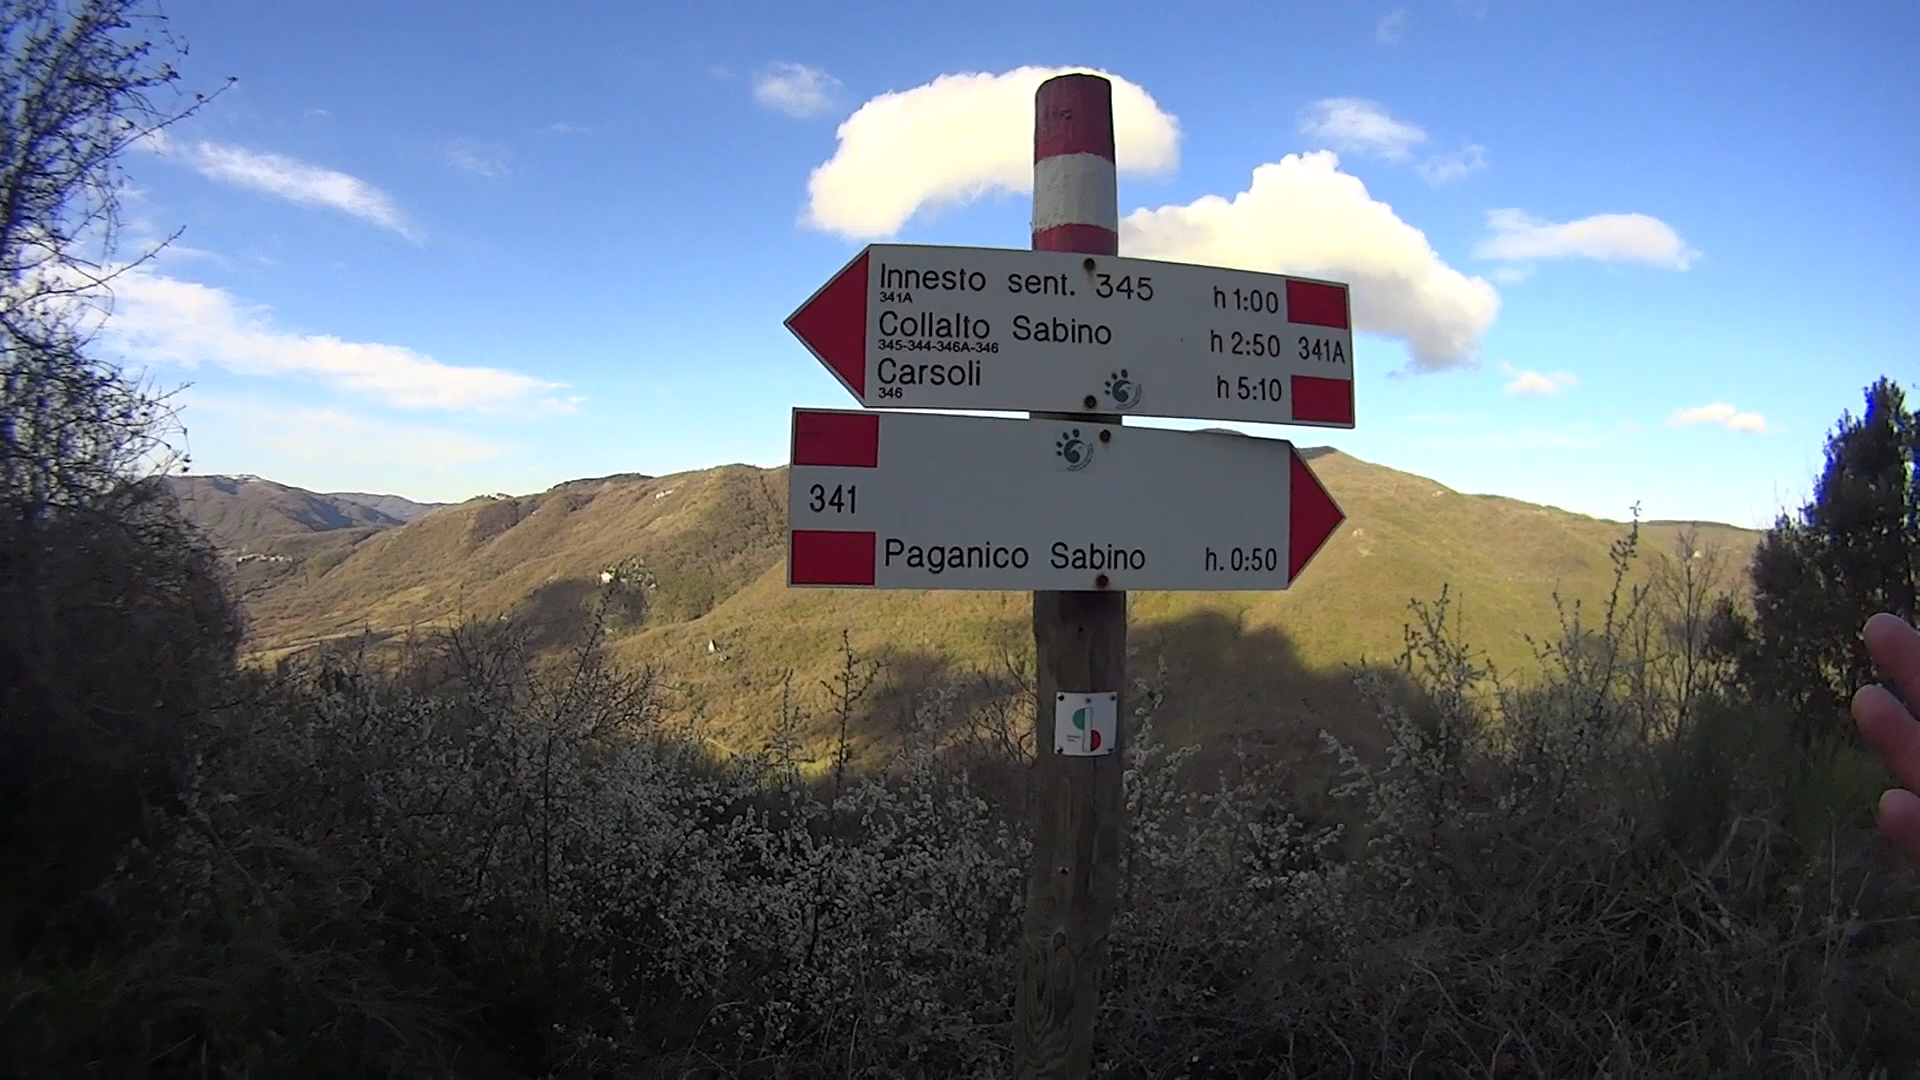 Innesto sent. 345 h 1:00
341A
Collalto Sabino h 2:50 341A
345-344-346A-346
Carsoli h 5:10
346
341
Paganico Sabino h. 0:50